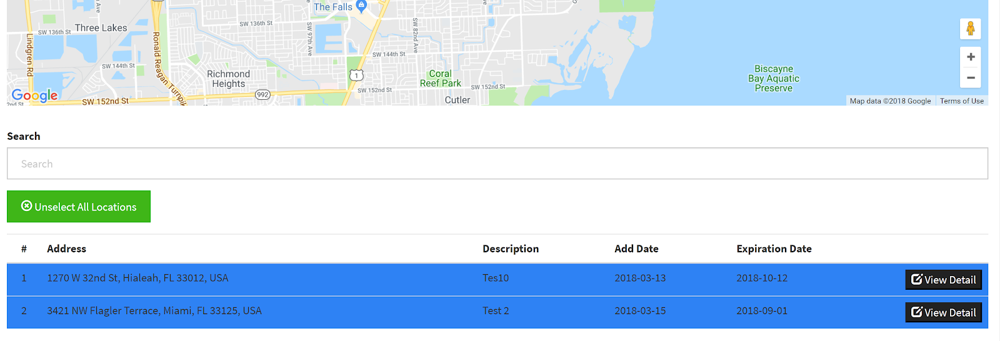 The Falls
SW 136th St
Three Lakes
SW 136th St
Lindgren Rd
Ronald Reagan Turnpik
SW 97th Ave
SW 82nd Ave
SW 144th St
SW 144th St
Richmond
Heights
1
Coral
Reef Park
Biscayne
Bay Aquatic
Preserve
+
−
SW 152nd St
SW 152nd St
992
Cutler
Google
SW 152nd St
2nd St
Map data ©2018 Google
Terms of Use
Search
Search
Unselect All Locations
# Address Description Add Date Expiration Date
1 1270 W 32nd St, Hialeah, FL 33012, USA Tes10 2018-03-13 2018-10-12 View Detail
2 3421 NW Flagler Terrace, Miami, FL 33125, USA Test 2 2018-03-15 2018-09-01 View Detail